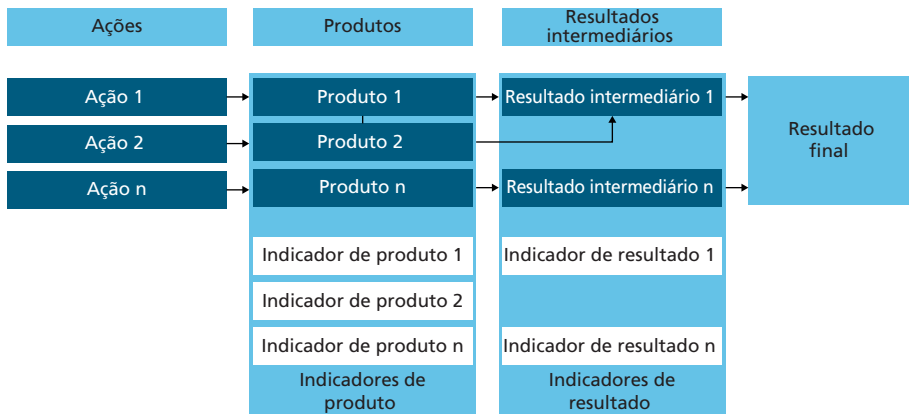 Ações
Produtos
Resultados
intermediários
Ação 1
Produto 1
Resultado intermediário 1
Ação 2
Produto 2
Resultado
final
Ação n
Produto n
Resultado intermediário n
Indicador de produto 1
Indicador de resultado 1
Indicador de produto 2
Indicador de produto n
Indicador de resultado n
Indicadores de
produto
Indicadores de
resultado